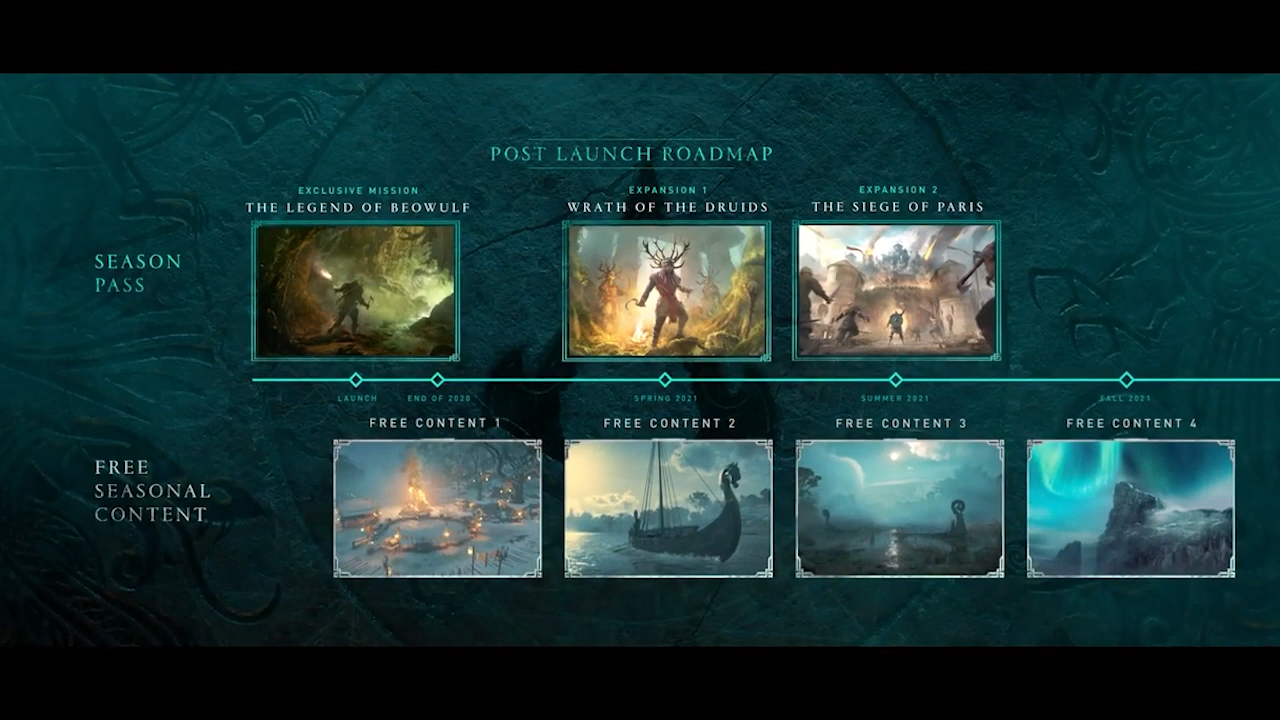 POST LAUNCH ROADMAP
EXCLUSIVE MISSION
THE LEGEND OF BEOWULF
EXPANSION 1
WRATH OF THE DRUIDS
EXPANSION 2
THE SIEGE OF PARIS
SEASON
PASS
LAUNCH
END OF 2020
SPRING 2021
SUMMER 2021
FALL 2021
FREE CONTENT 1
FREE CONTENT 2
FREE CONTENT 3
FREE CONTENT 4
FREE
SEASONAL
CONTENT